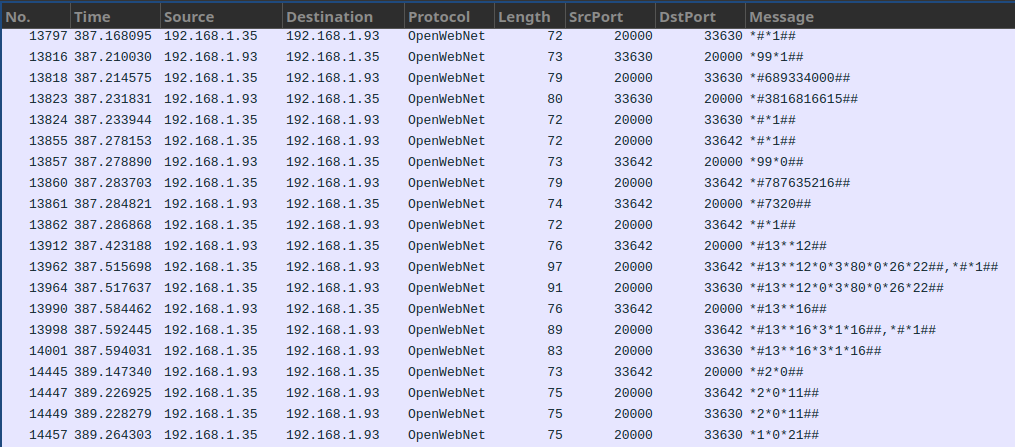 No. Time Source Destination Protocol Length SrcPort DstPort Message
13797 387.168095 192.168.1.35 192.168.1.93 OpenWebNet 72 20000 33630 *#*1##
13816 387.210030 192.168.1.93 192.168.1.35 OpenWebNet 73 33630 20000 *99*1##
13818 387.214575 192.168.1.35 192.168.1.93 OpenWebNet 79 20000 33630 *#689334000##
13823 387.231831 192.168.1.93 192.168.1.35 OpenWebNet 80 33630 20000 *#3816816615##
13824 387.233944 192.168.1.35 192.168.1.93 OpenWebNet 72 20000 33630 *#*1##
13855 387.278153 192.168.1.35 192.168.1.93 OpenWebNet 72 20000 33642 *#*1##
13857 387.278890 192.168.1.93 192.168.1.35 OpenWebNet 73 33642 20000 *99*0##
13860 387.283703 192.168.1.35 192.168.1.93 OpenWebNet 79 20000 33642 *#787635216##
13861 387.284821 192.168.1.93 192.168.1.35 OpenWebNet 74 33642 20000 *#7320##
13862 387.286868 192.168.1.35 192.168.1.93 OpenWebNet 72 20000 33642 *#*1##
13912 387.423188 192.168.1.93 192.168.1.35 OpenWebNet 76 33642 20000 *#13**12##
13962 387.515698 192.168.1.35 192.168.1.93 OpenWebNet 97 20000 33642 *#13**12*0*3*80*0*26*22##,*#*1##
13964 387.517637 192.168.1.35 192.168.1.93 OpenWebNet 91 20000 33630 *#13**12*0*3*80*0*26*22##
13990 387.584462 192.168.1.93 192.168.1.35 OpenWebNet 76 33642 20000 *#13**16##
13998 387.592445 192.168.1.35 192.168.1.93 OpenWebNet 89 20000 33642 *#13**16*3*1*16##,*#*1##
14001 387.594031 192.168.1.35 192.168.1.93 OpenWebNet 83 20000 33630 *#13**16*3*1*16##
14445 389.147340 192.168.1.93 192.168.1.35 OpenWebNet 73 33642 20000 *#2*0##
14447 389.226925 192.168.1.35 192.168.1.93 OpenWebNet 75 20000 33642 *2*0*11##
14449 389.228279 192.168.1.35 192.168.1.93 OpenWebNet 75 20000 33630 *2*0*11##
14457 389.264303 192.168.1.35 192.168.1.93 OpenWebNet 75 20000 33630 *1*0*21##